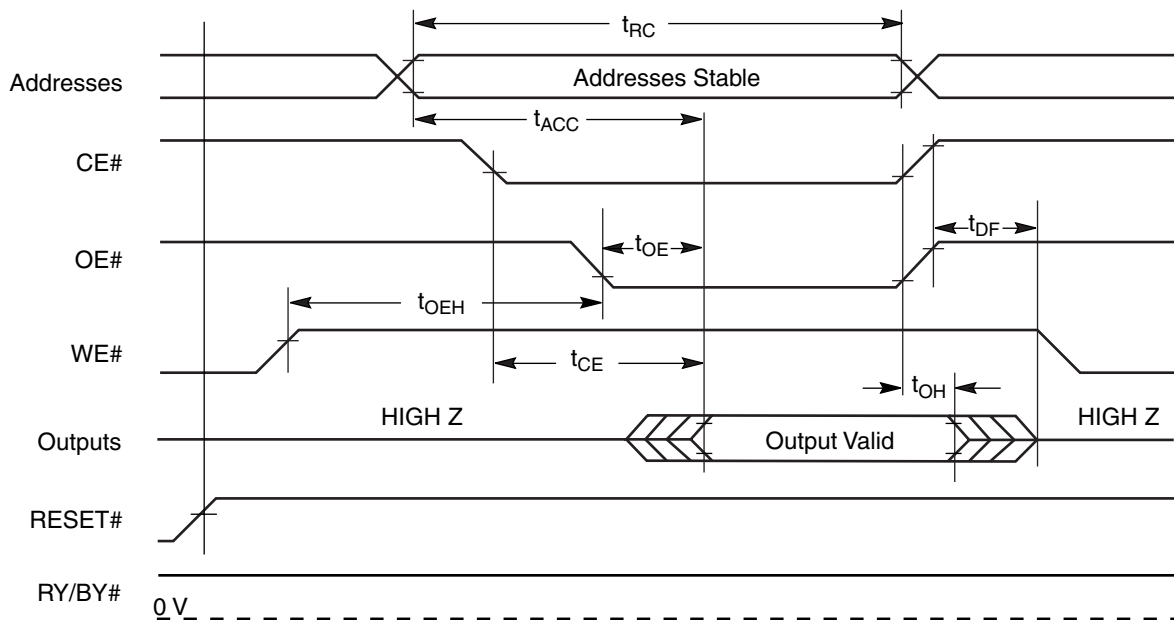 tRC
Addresses
Addresses Stable
tACC
CE#
tDF
OE#
tOE
tOEH
WE#
tCE
tOH
HIGH Z
HIGH Z
Outputs
Output Valid
RESET#
RY/BY#
0 V